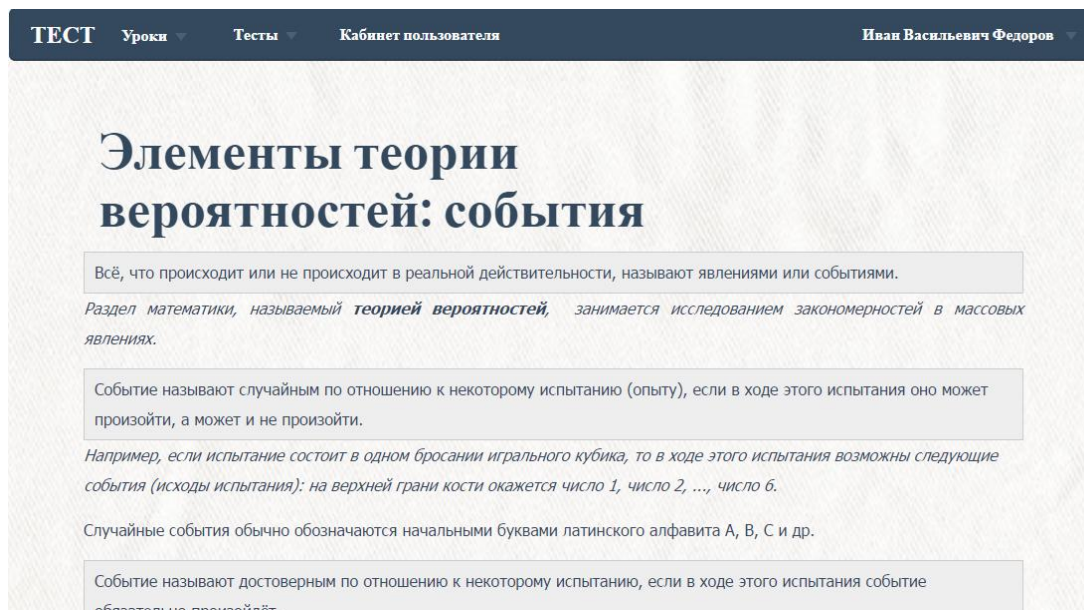 ТЕСТ Уроки Тесты Кабинет пользователя Иван Васильевич Федоров
Элементы теории
вероятностей: события
Всё, что происходит или не происходит в реальной действительности, называют явлениями или событиями.
Раздел математики, называемый теорией вероятностей, занимается исследованием закономерностей в массовых
явлениях.
Событие называют случайным по отношению к некоторому испытанию (опыту), если в ходе этого испытания оно может
произойти, а может и не произойти.
Например, если испытание состоит в одном бросании игрального кубика, то в ходе этого испытания возможны следующие
события (исходы испытания): на верхней грани кости окажется число 1, число 2, ..., число 6.
Случайные события обычно обозначаются начальными буквами латинского алфавита А, В, С и др.
Событие называют достоверным по отношению к некоторому испытанию, если в ходе этого испытания событие
обязательно произойдёт